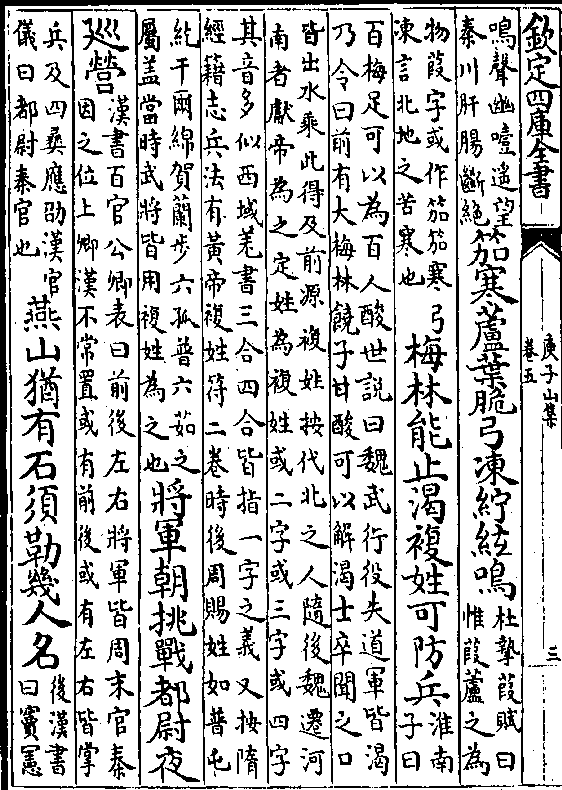 欽定四庫全書
庾子山集
卷五
三
鳴聲幽噎遥望
秦川肝腸斷絶
笳寒蘆葉脆弓凍紵絃鳴
杜摯葭賦曰
惟葭蘆之為
物葭字或作笳笳寒弓
凍言北地之苦寒也
梅林能止渴複姓可防兵
淮南
子曰
百梅足可以為百人酸世説曰魏武行役失道軍皆渴
乃令曰前有大梅林饒子甘酸可以解渴士卒聞之口
皆出水乘此得及前源複姓按代北之人隨後魏遷河
南者獻帝為之定姓為複姓或二字或三字或四字
其音多似西域羌書三合四合皆指一字之義又按隋
經籍志兵法有黃帝複姓符二卷時後周賜姓如普屯
紇干爾綿賀蘭步六孤普六茹之
屬蓋當時武將皆用複姓為之也
將軍朝挑戰都尉夜
廵營
漢書百官公卿表曰前後左右將軍皆周末官秦
因之位上卿漢不常置或有前後或有左右皆掌
兵及四夷應劭漢官
儀曰都尉秦官也
燕山猶有石須勒幾人名
後漢書
曰竇憲